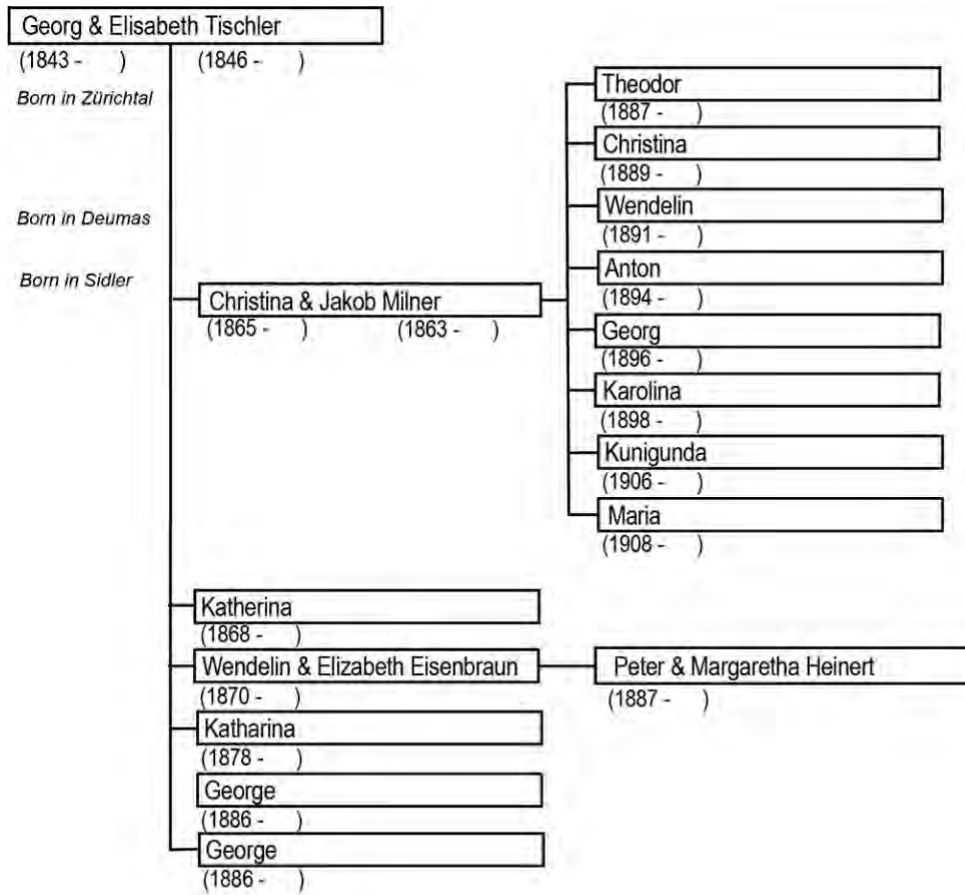 Georg & Elisabeth Tischler
(1843 - )
(1846 - )
Born in Zürichtal
Born in Deumas
Born in Sidler
Christina & Jakob Milner
(1865 - )
(1863 - )
Theodor
(1887 - )
Christina
(1889 - )
Wendelin
(1891 - )
Anton
(1894 - )
Georg
(1896 - )
Karolina
(1898 - )
Kunigunda
(1906 - )
Maria
(1908 - )
Katherina
(1868 - )
Wendelin & Elizabeth Eisenbraun
(1870 - )
Peter & Margaretha Heinert
(1887 - )
Katharina
(1878 - )
George
(1886 - )
George
(1886 - )